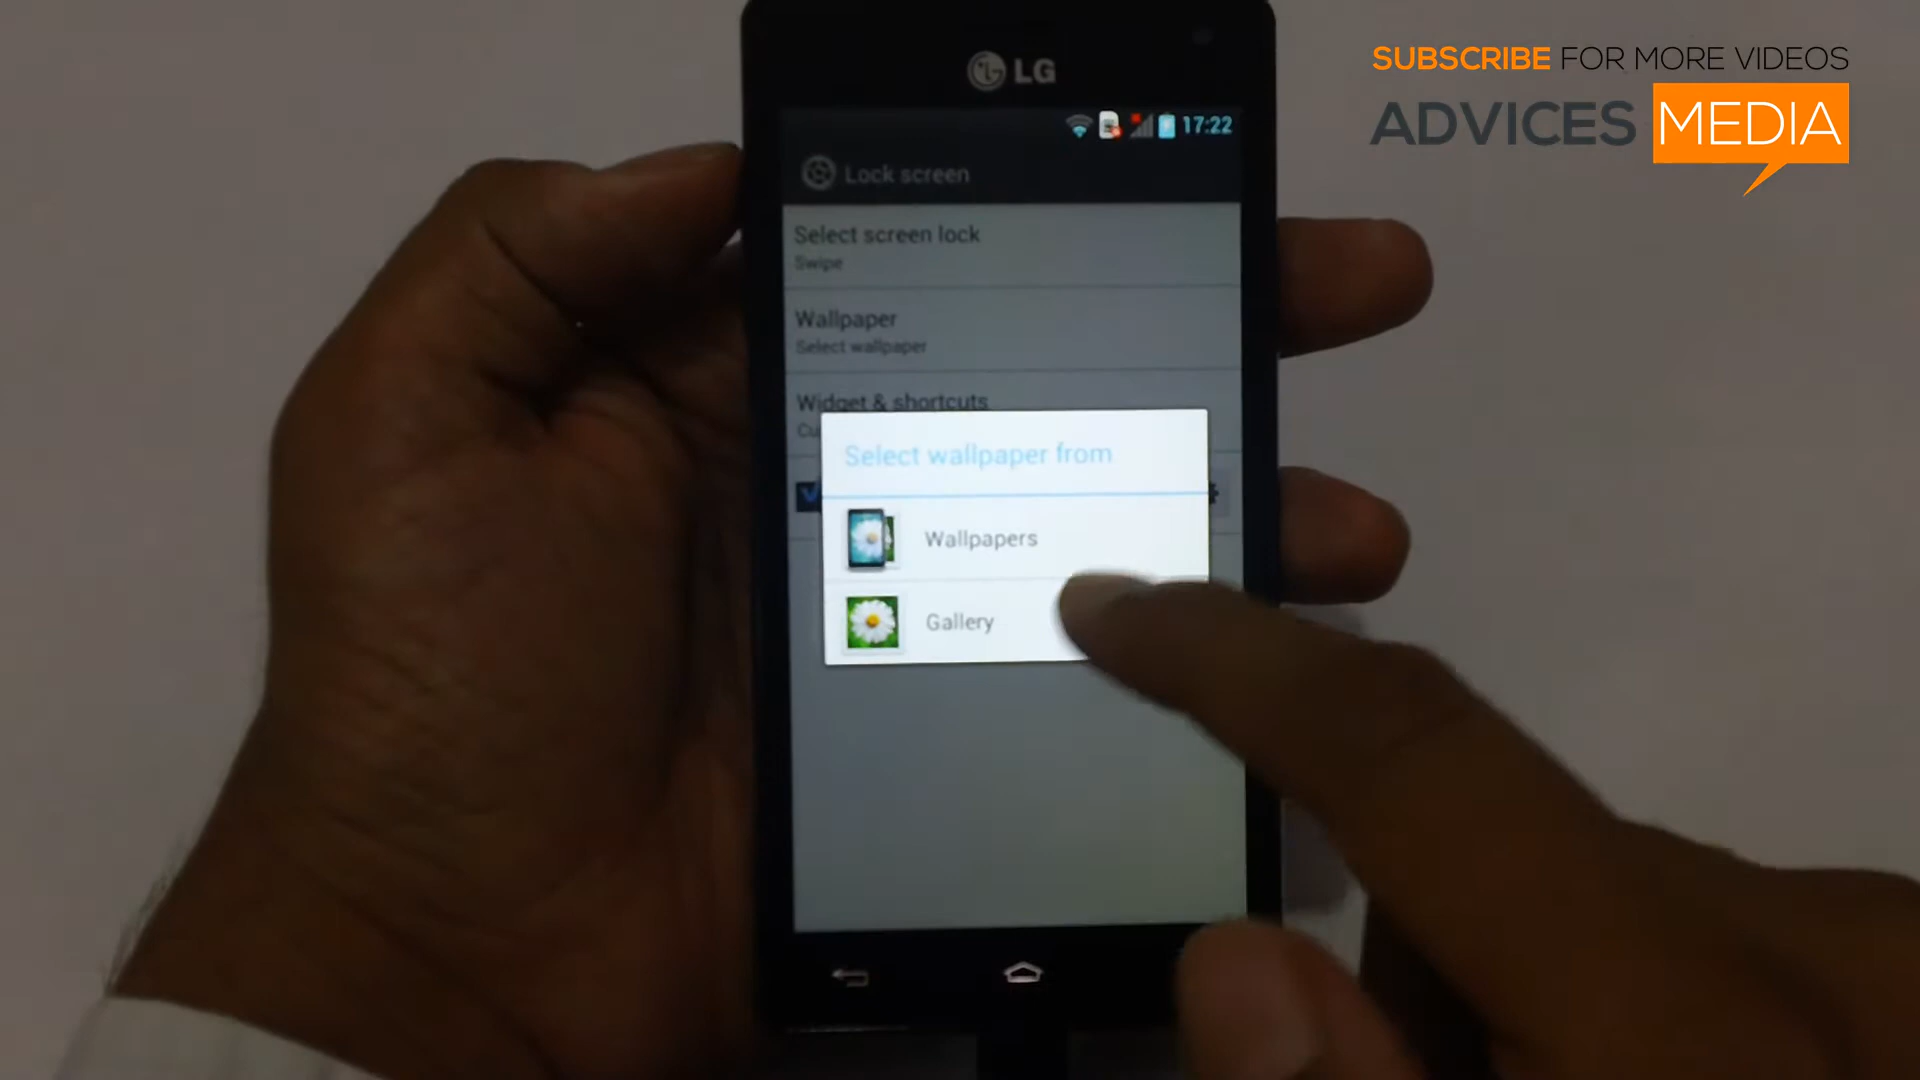 SUBSCRIBE FOR MORE VIDEOS
ADVICES MEDIA
LG
17:22
Lock screen
Select screen lock
Swipe
Wallpaper
Select wallpaper
Widget & shortcuts
Select wallpaper from
Wallpapers
Gallery